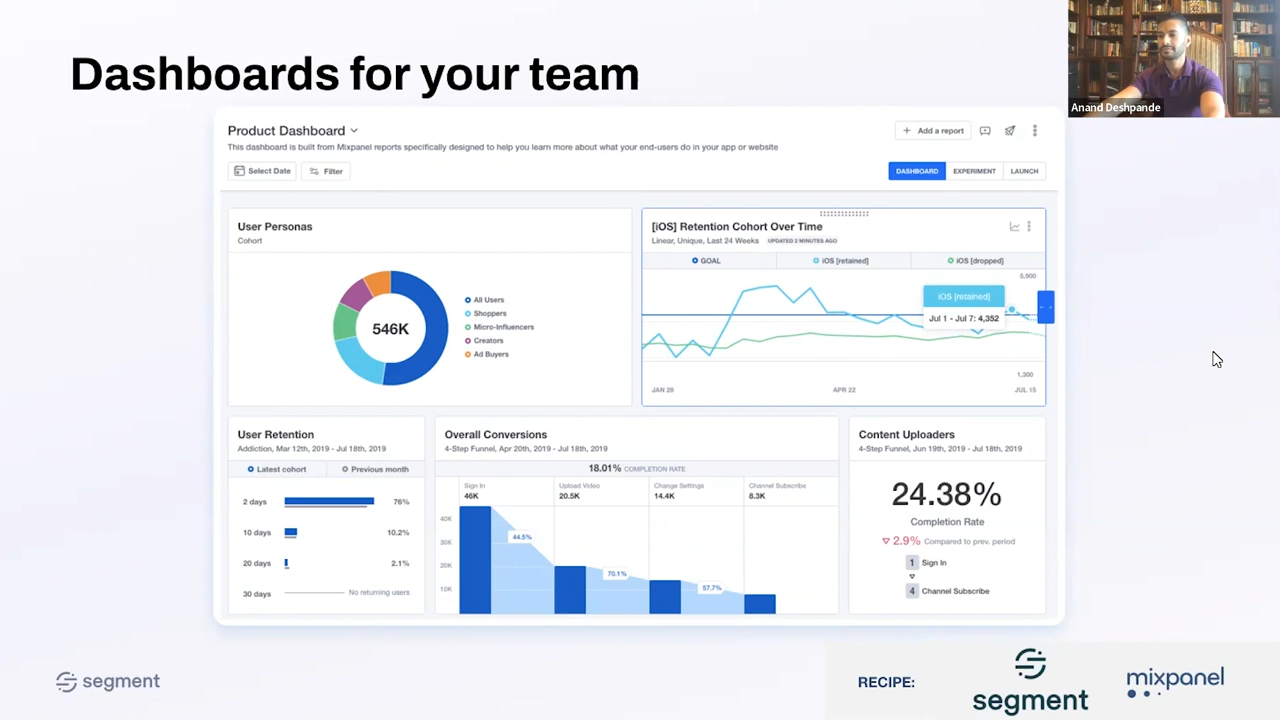 Dashboards for your team
Anand Deshpande
Product Dashboard
This dashboard is built from Mixpanel reports specifically designed to help you learn more about what your end-users do in your app or website
+ Add a report
Select Date
Filter
DASHBOARD
EXPERIMENT
LAUNCH
User Personas
Cohort
546K
All Users
Shoppers
Micro-Influencers
Creators
Ad Buyers
[iOS] Retention Cohort Over Time
Linear, Unique, Last 24 Weeks UPDATED 2 MINUTES AGO
GOAL
iOS [retained]
iOS [dropped]
5,900
iOS [retained]
Jul 1 - Jul 7: 4,352
1,300
JAN 28
APR 22
JUL 15
User Retention
Addiction, Mar 12th, 2019 - Jul 18th, 2019
Latest cohort
Previous month
2 days 76%
10 days 10.2%
20 days 2.1%
30 days No returning users
Overall Conversions
4-Step Funnel, Apr 20th, 2019 - Jul 18th, 2019
18.01% COMPLETION RATE
Sign In
46K
Upload Video
20.5K
Change Settings
14.4K
Channel Subscribe
8.3K
40K
30K
20K
10K
44.5%
70.1%
57.7%
Content Uploaders
4-Step Funnel, Jun 19th, 2019 - Jul 18th, 2019
24.38%
Completion Rate
2.9% Compared to prev. period
1 Sign In
4 Channel Subscribe
segment
RECIPE:
segment
mixpanel